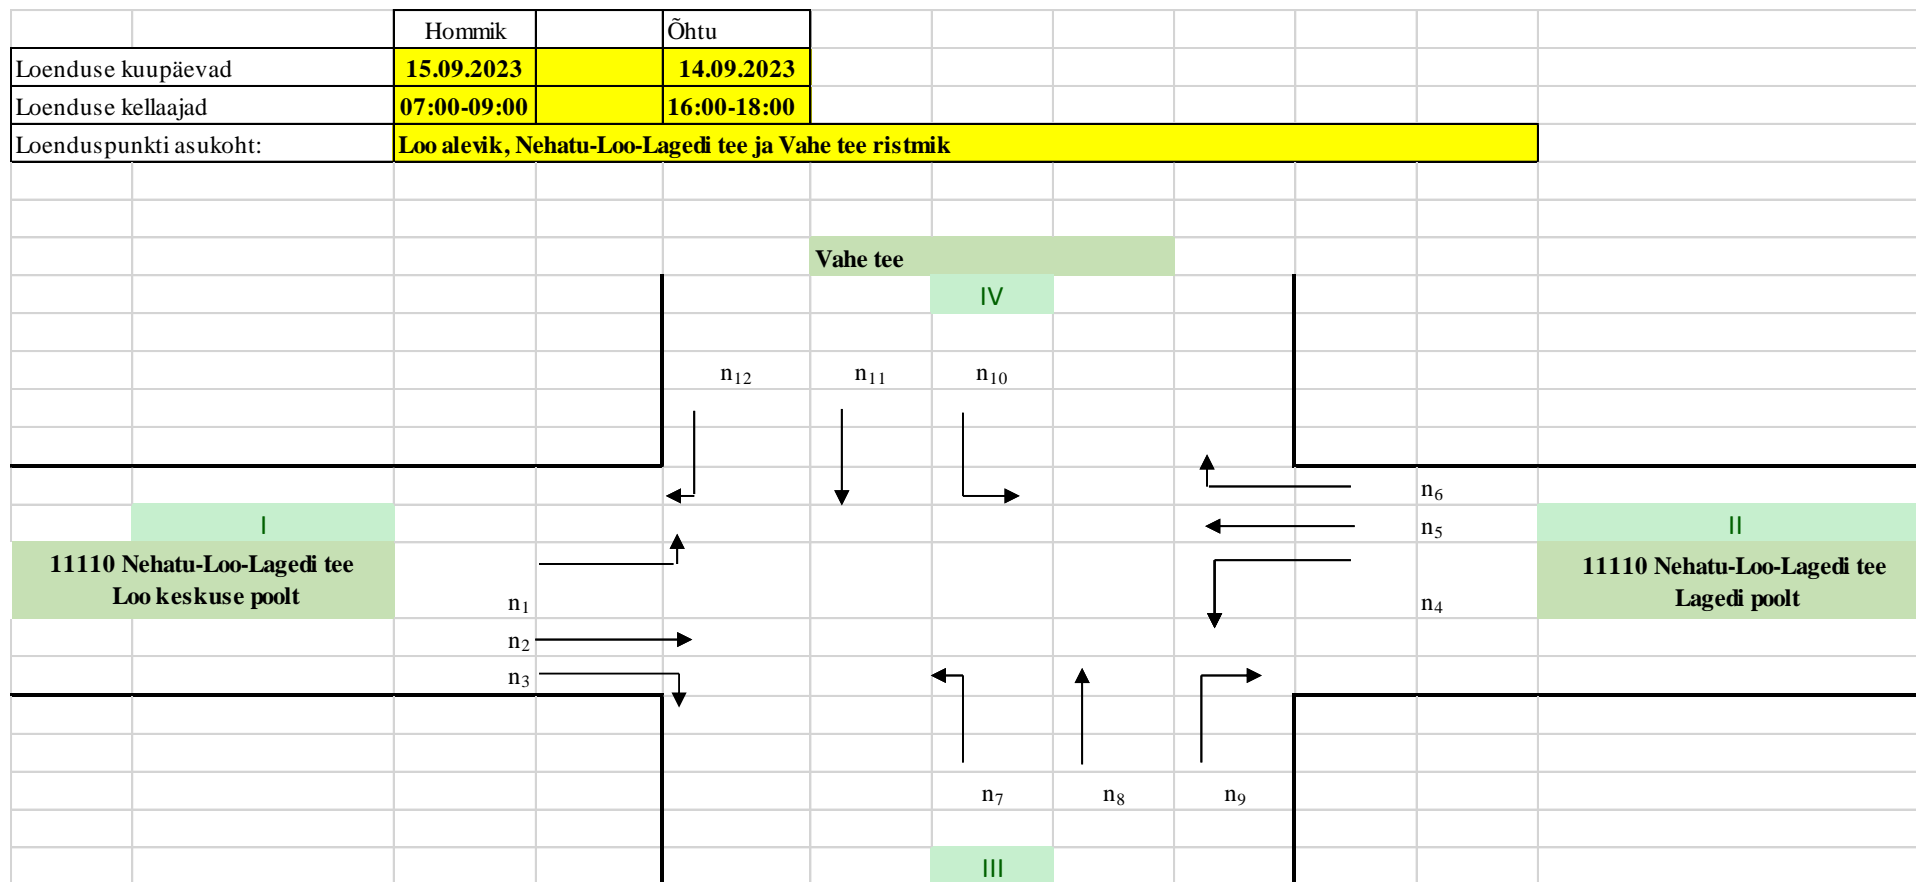 Hommik Õhtu
Loenduse kuupäevad 15.09.2023 14.09.2023
Loenduse kellaajad 07:00-09:00 16:00-18:00
Loenduspunkti asukoht: Loo alevik, Nehatu-Loo-Lagedi tee ja Vahe tee ristmik
Vahe tee
IV
n12 n11 n10
n6
I n5 II
11110 Nehatu-Loo-Lagedi tee
Loo keskuse poolt
11110 Nehatu-Loo-Lagedi tee
Lagedi poolt
n1 n4
n2
n3
n7 n8 n9
III